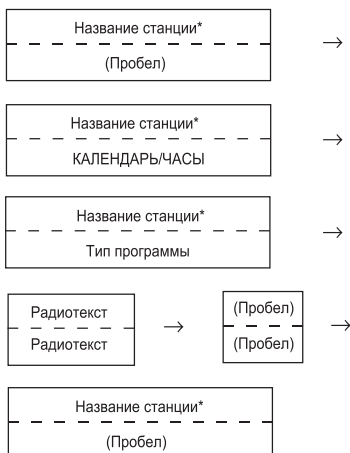 Название станции*
(Пробел)
→
Название станции*
КАЛЕНДАРЬ/ЧАСЫ
→
Название станции*
Тип программы
→
Радиотекст
Радиотекст
→
(Пробел)
(Пробел)
→
Название станции*
(Пробел)